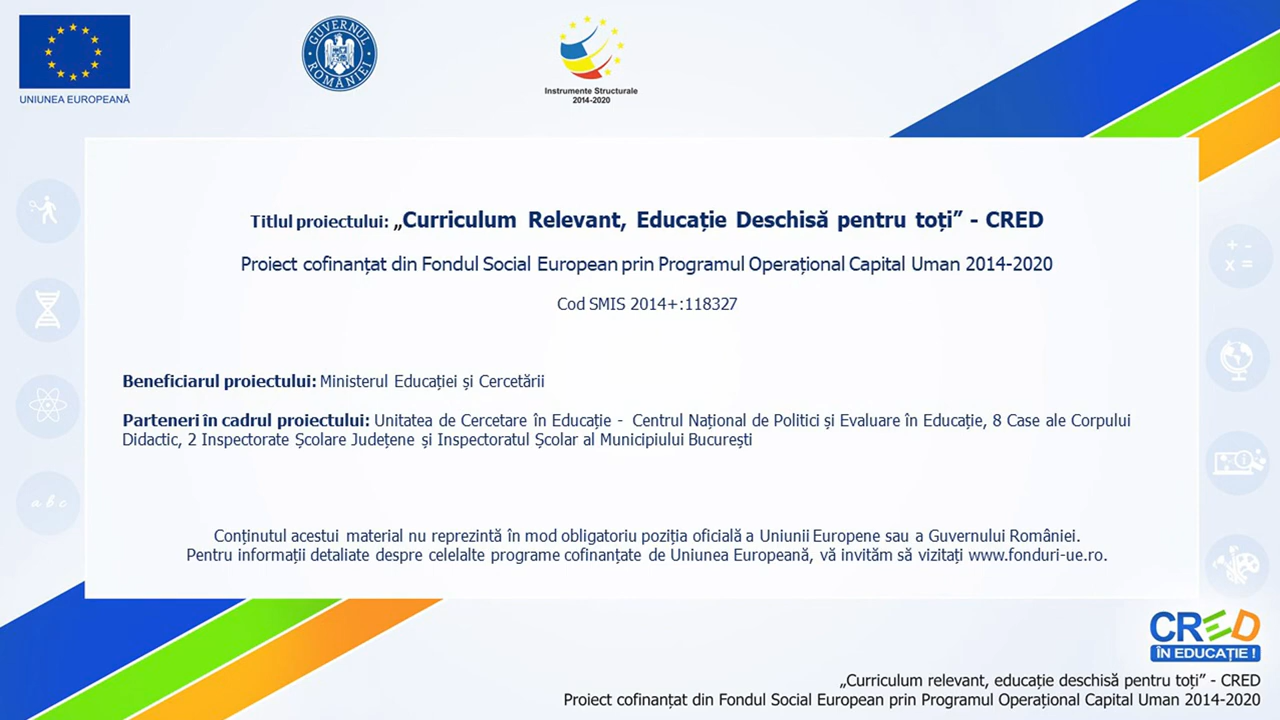 UNIUNEA EUROPEANĂ
GUVERNUL ROMÂNIEI
Instrumente Structurale
2014-2020
Titlul proiectului: „Curriculum Relevant, Educație Deschisă pentru toți” - CRED
Proiect cofinanțat din Fondul Social European prin Programul Operațional Capital Uman 2014-2020
Cod SMIS 2014+:118327
Beneficiarul proiectului: Ministerul Educației și Cercetării
Parteneri în cadrul proiectului: Unitatea de Cercetare în Educație - Centrul Național de Politici și Evaluare în Educație, 8 Case ale Corpului
Didactic, 2 Inspectorate Școlare Județene și Inspectoratul Școlar al Municipiului București
a b c
Conținutul acestui material nu reprezintă în mod obligatoriu poziția oficială a Uniunii Europene sau a Guvernului României.
Pentru informații detaliate despre celelalte programe cofinanțate de Uniunea Europeană, vă invităm să vizitați www.fonduri-ue.ro.
CRED
ÎN EDUCAȚIE !
„Curriculum relevant, educație deschisă pentru toți” - CRED
Proiect cofinanțat din Fondul Social European prin Programul Operațional Capital Uman 2014-2020